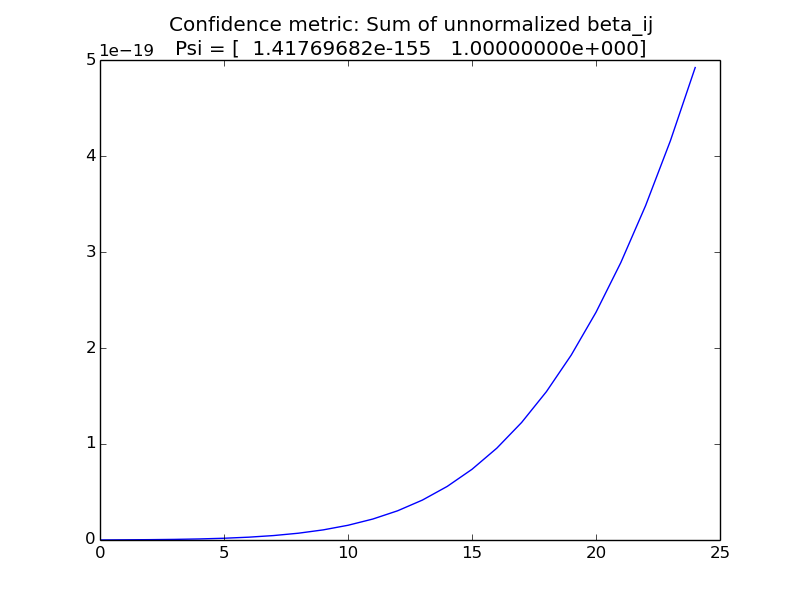 Confidence metric: Sum of unnormalized beta_ij
Psi = [  1.41769682e-155   1.00000000e+000]
1e−19
5
4
3
2
1
0
0 5 10 15 20 25